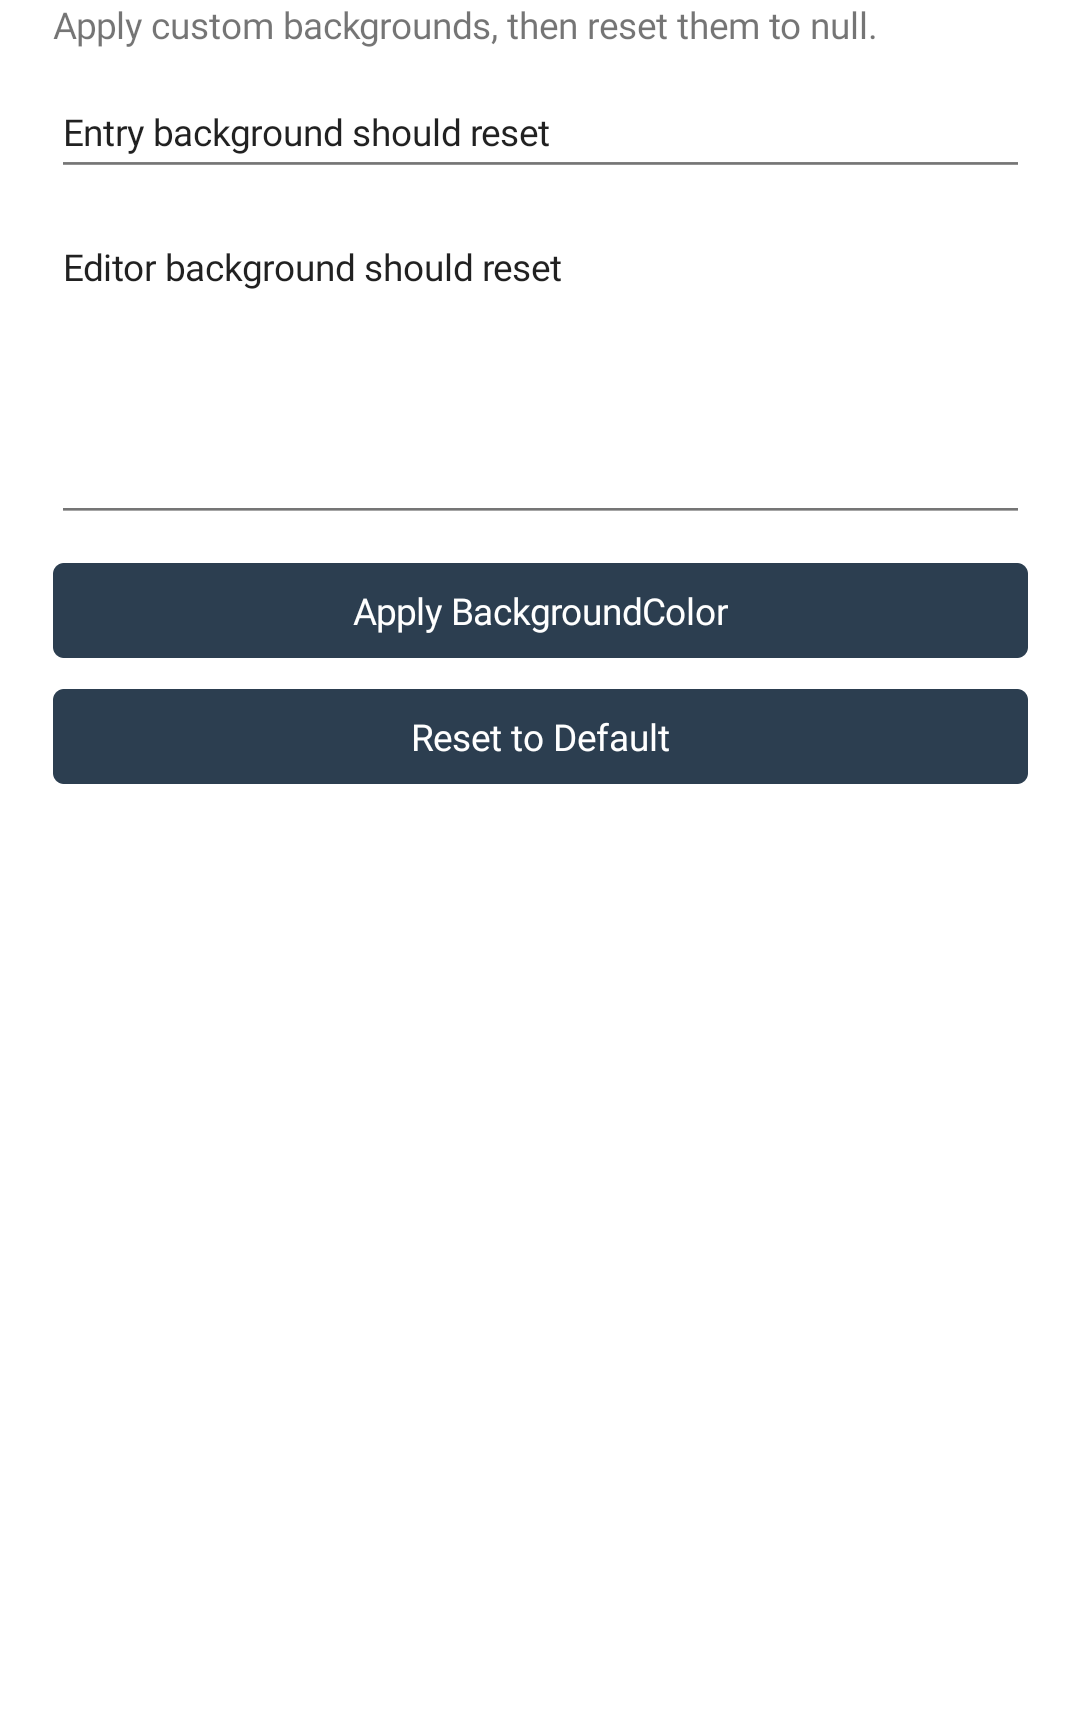 Apply custom backgrounds, then reset them to null.
Entry background should reset
Editor background should reset
Apply BackgroundColor
Reset to Default